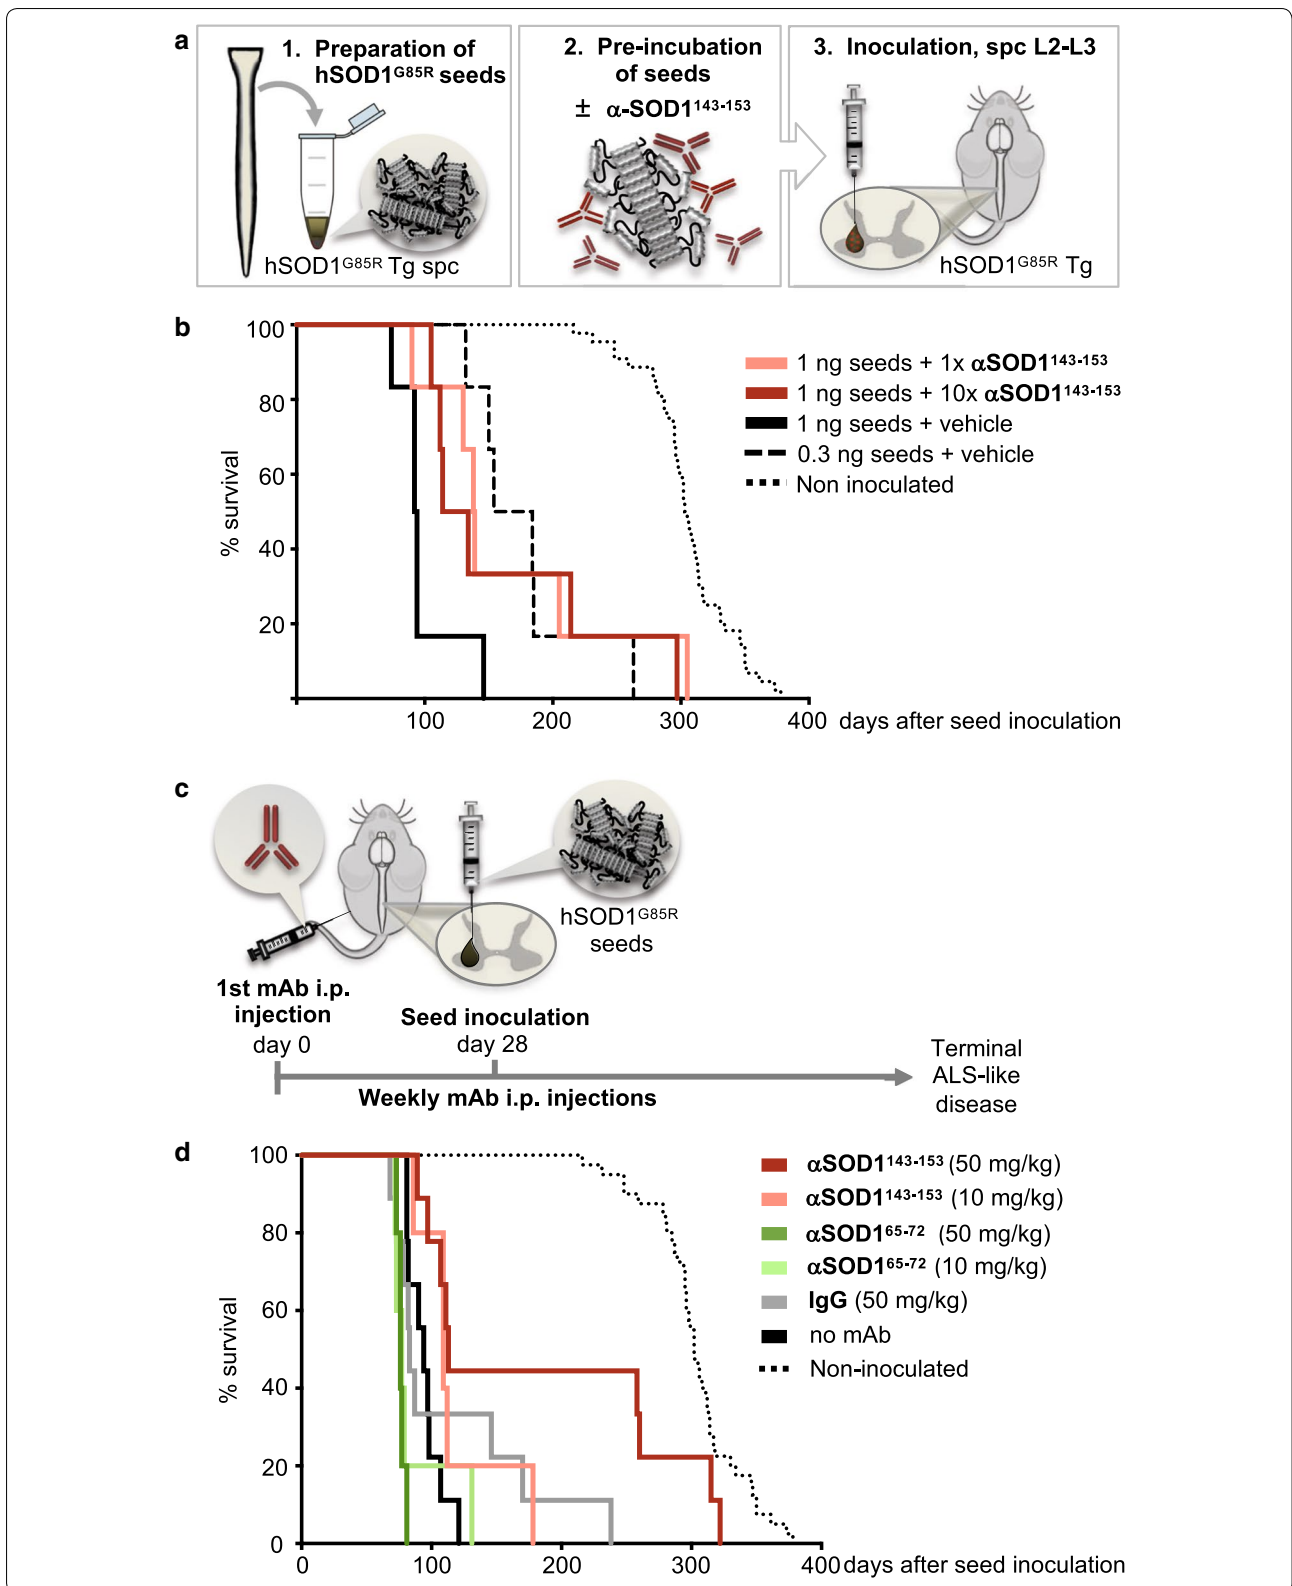 a
1. Preparation of
hSOD1G85R seeds
hSOD1G85R Tg spc
2. Pre-incubation
of seeds
± α-SOD1143-153
3. Inoculation, spc L2-L3
hSOD1G85R Tg
b
100
80
60
40
20
% survival
100
200
300
400
days after seed inoculation
1 ng seeds + 1x αSOD1143-153
1 ng seeds + 10x αSOD1143-153
1 ng seeds + vehicle
0.3 ng seeds + vehicle
Non inoculated
c
hSOD1G85R
seeds
1st mAb i.p.
injection
day 0
Seed inoculation
day 28
Weekly mAb i.p. injections
Terminal
ALS-like
disease
d
100
80
60
40
20
0
% survival
0
100
200
300
400
days after seed inoculation
αSOD1143-153 (50 mg/kg)
αSOD1143-153 (10 mg/kg)
αSOD165-72 (50 mg/kg)
αSOD165-72 (10 mg/kg)
IgG (50 mg/kg)
no mAb
Non-inoculated